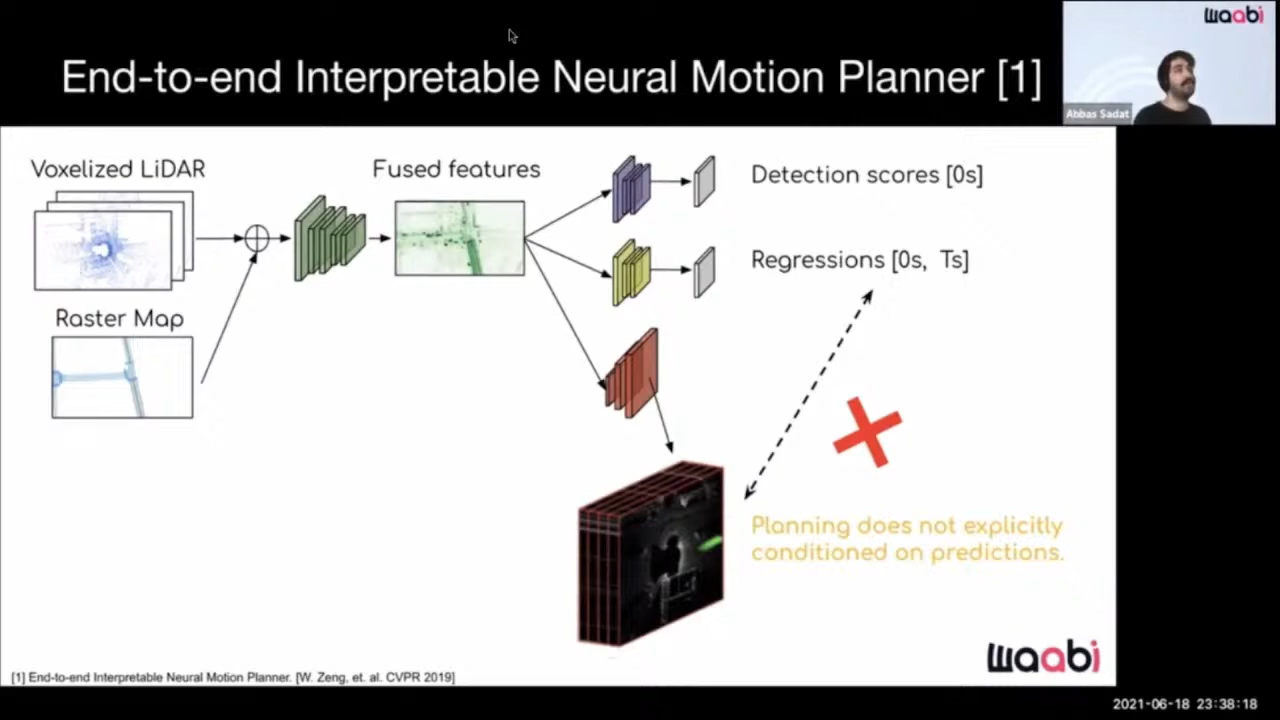 End-to-end Interpretable Neural Motion Planner [1]
waabi
Abbas Sadat
Voxelized LiDAR
Fused features
Detection scores [0s]
Regressions [0s, Ts]
Raster Map
Planning does not explicitly
conditioned on predictions.
waabi
[1] End-to-end Interpretable Neural Motion Planner. [W. Zeng, et. al. CVPR 2019]
2021-06-18 23:38:18